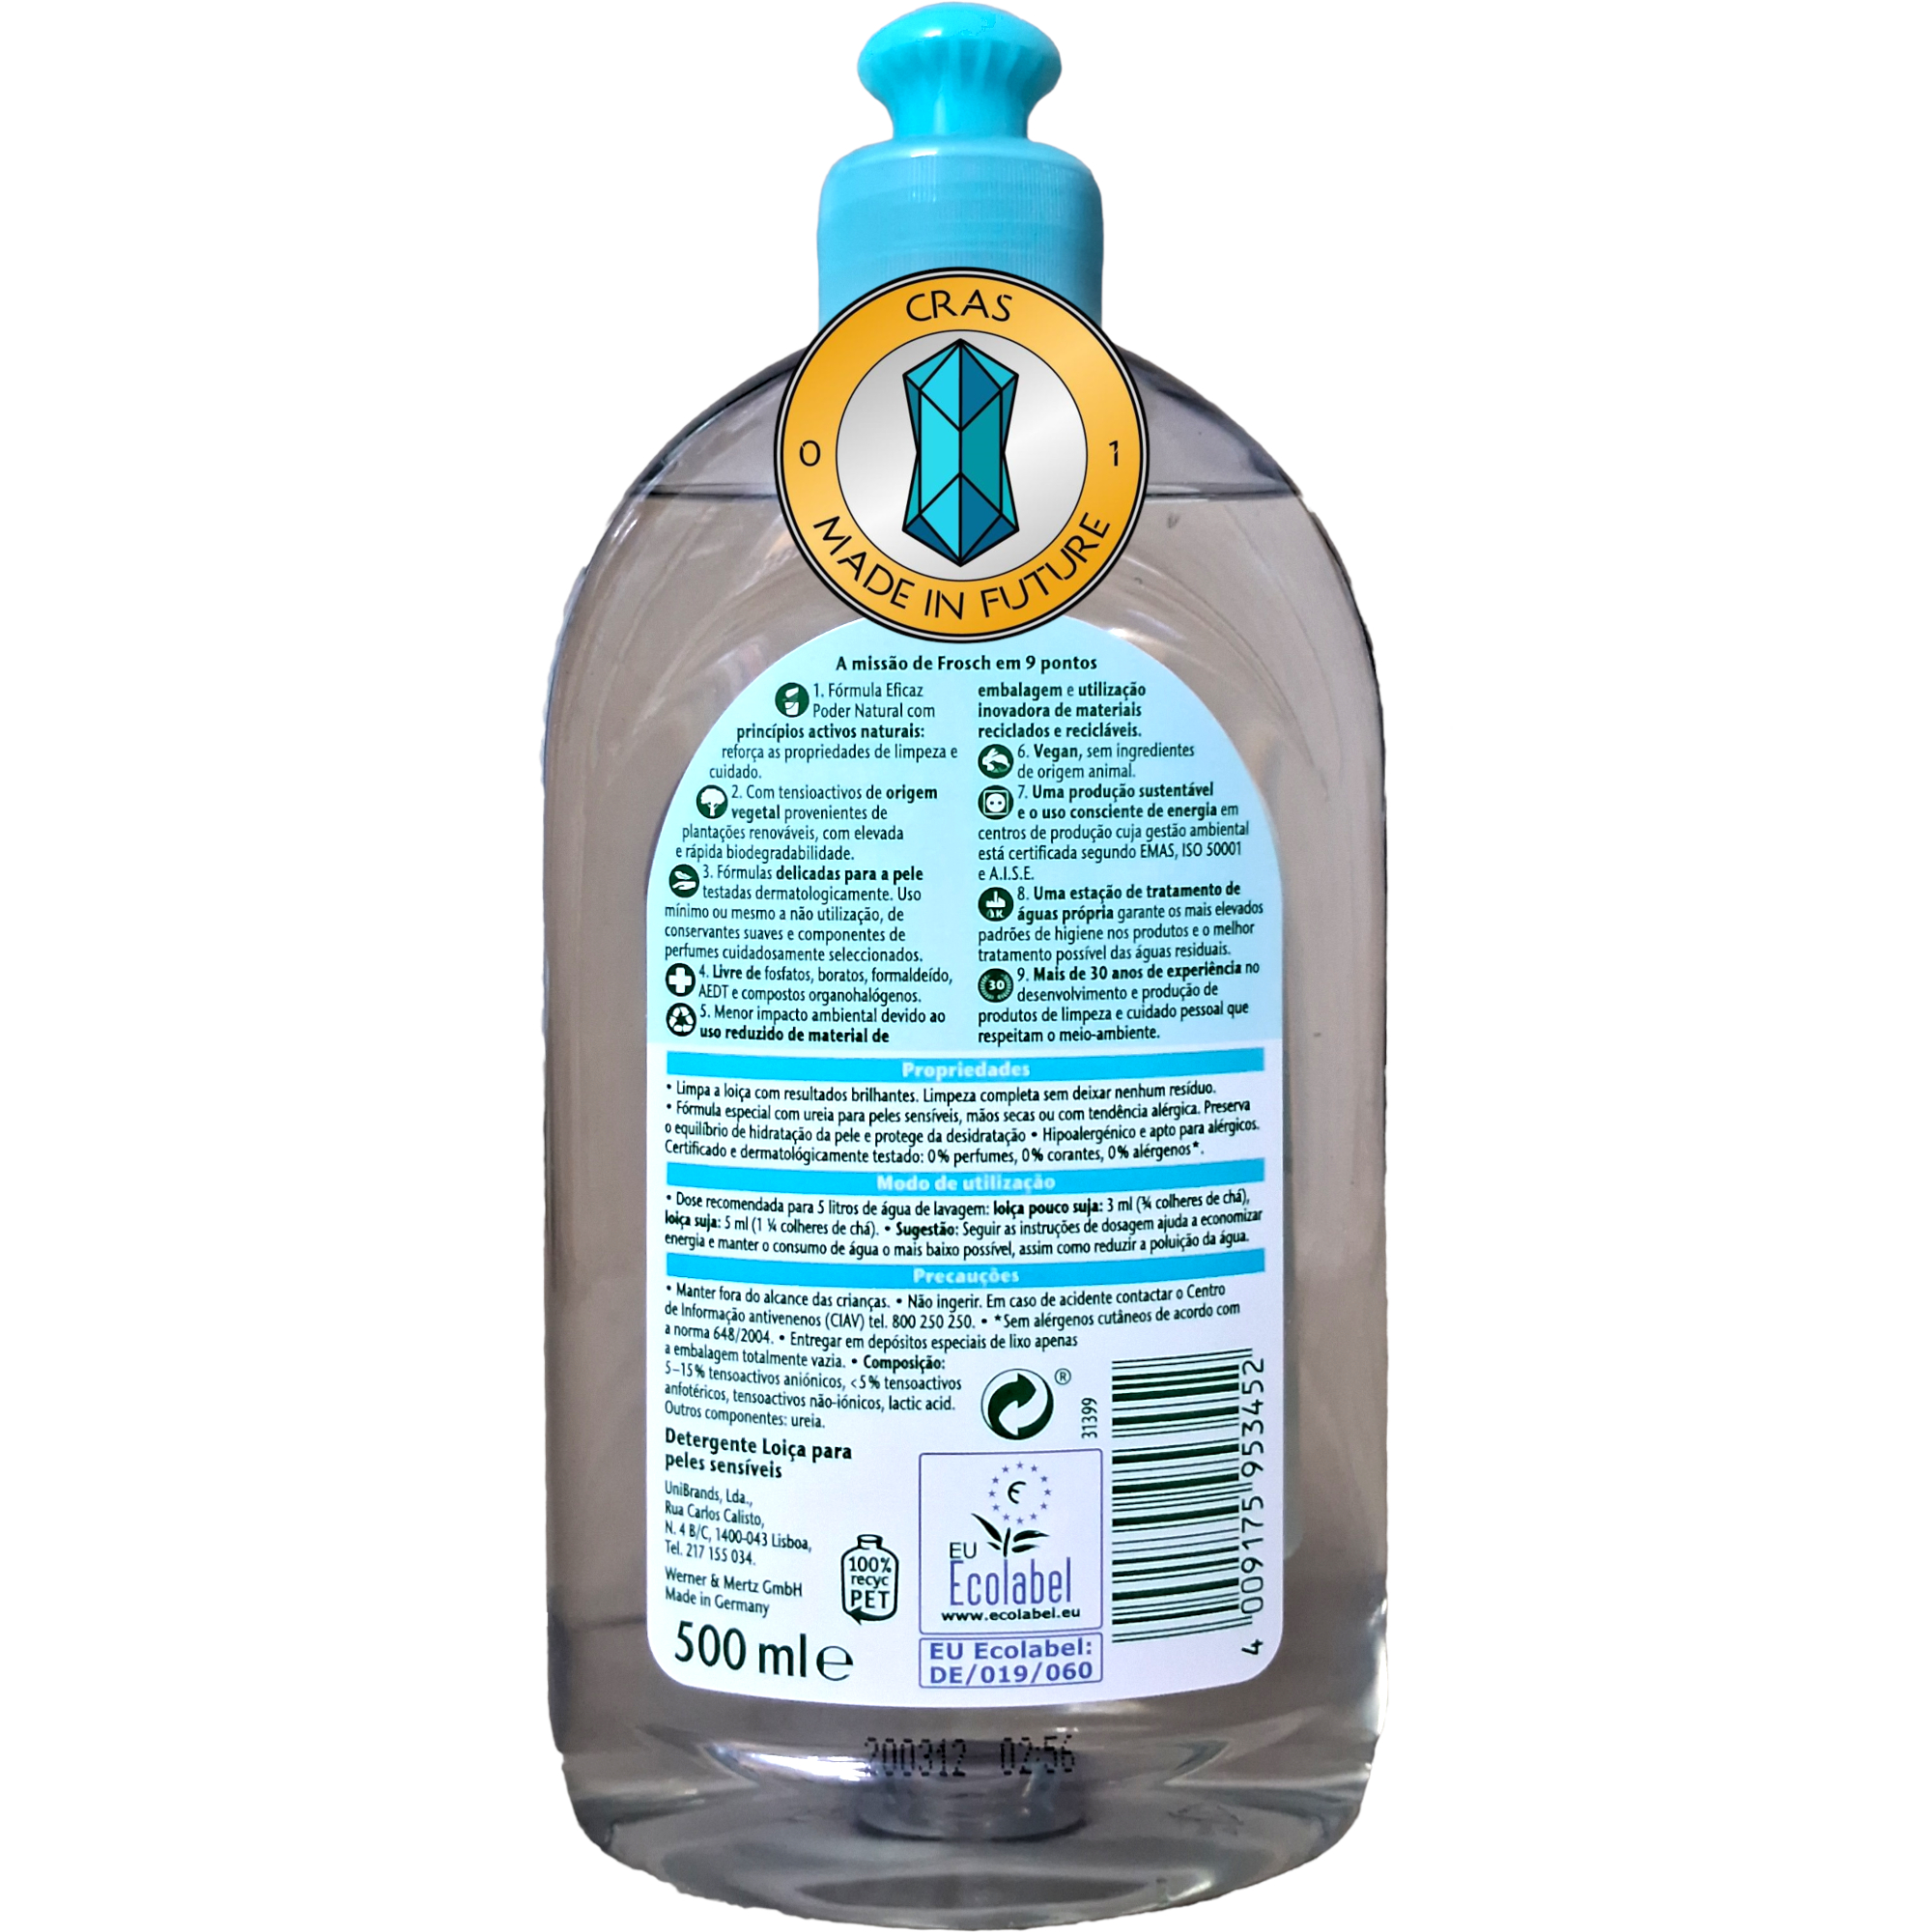 CRAS
0 1
MADE IN FUTURE
A missão de Frosch em 9 pontos
1. Fórmula Eficaz
Poder Natural com
princípios activos naturais:
reforça as propriedades de limpeza e
cuidado.
2. Com tensioactivos de origem
vegetal provenientes de
plantações renováveis, com elevada
e rápida biodegradabilidade.
3. Fórmulas delicadas para a pele
testadas dermatologicamente. Uso
mínimo ou mesmo a não utilização, de
conservantes suaves e componentes de
perfumes cuidadosamente seleccionados.
4. Livre de fosfatos, boratos, formaldeído,
AEDT e compostos organohalógenos.
5. Menor impacto ambiental devido ao
uso reduzido de material de
embalagem e utilização
inovadora de materiais
reciclados e recicláveis.
6. Vegan, sem ingredientes
de origem animal.
7. Uma produção sustentável
e o uso consciente de energia em
centros de produção cuja gestão ambiental
está certificada segundo EMAS, ISO 50001
e A.I.S.E.
8. Uma estação de tratamento de
águas própria garante os mais elevados
padrões de higiene nos produtos e o melhor
tratamento possível das águas residuais.
30
9. Mais de 30 anos de experiência no
desenvolvimento e produção de
produtos de limpeza e cuidado pessoal que
respeitam o meio-ambiente.
Propriedades
• Limpa a loiça com resultados brilhantes. Limpeza completa sem deixar nenhum resíduo.
• Fórmula especial com ureia para peles sensíveis, mãos secas ou com tendência alérgica. Preserva
o equilíbrio de hidratação da pele e protege da desidratação • Hipoalergénico e apto para alérgicos.
Certificado e dermatológicamente testado: 0% perfumes, 0% corantes, 0% alérgenos*.
Modo de utilização
• Dose recomendada para 5 litros de água de lavagem: loiça pouco suja: 3 ml (¾ colheres de chá),
loiça suja: 5 ml (1 ¼ colheres de chá). • Sugestão: Seguir as instruções de dosagem ajuda a economizar
energia e manter o consumo de água o mais baixo possível, assim como reduzir a poluição da água.
Precauções
• Manter fora do alcance das crianças. • Não ingerir. Em caso de acidente contactar o Centro
de Informação antivenenos (CIAV) tel. 800 250 250. • *Sem alérgenos cutâneos de acordo com
a norma 648/2004. • Entregar em depósitos especiais de lixo apenas
a embalagem totalmente vazia. • Composição:
5–15% tensoactivos aniónicos, <5% tensoactivos
anfotéricos, tensoactivos não-iónicos, lactic acid.
Outros componentes: ureia.
Detergente Loiça para
peles sensíveis
UniBrands, Lda.,
Rua Carlos Calisto,
N. 4 B/C, 1400-043 Lisboa,
Tel. 217 155 034.
Werner & Mertz GmbH
Made in Germany
500 ml e
100%
recyc
PET
®
31399
EU
Ecolabel
www.ecolabel.eu
EU Ecolabel:
DE/019/060
4 009175 953452
200312 02:56